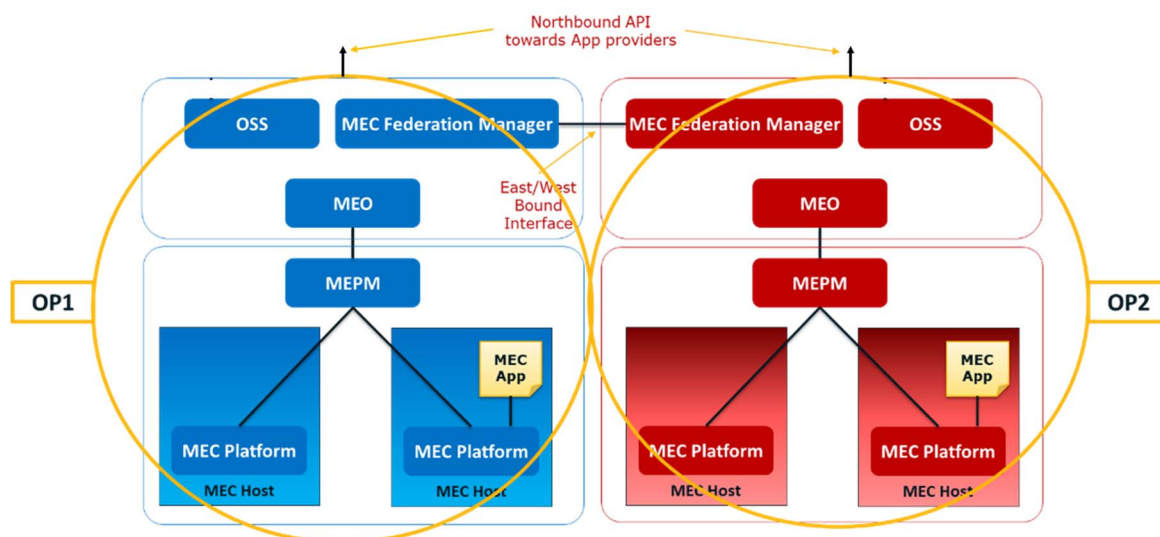 Northbound API
towards App providers
OSS
MEC Federation Manager
MEC Federation Manager
OSS
East/West
Bound
Interface
MEO
MEO
MEPM
MEPM
OP1
OP2
MEC
App
MEC
App
MEC Platform
MEC Platform
MEC Platform
MEC Platform
MEC Host
MEC Host
MEC Host
MEC Host